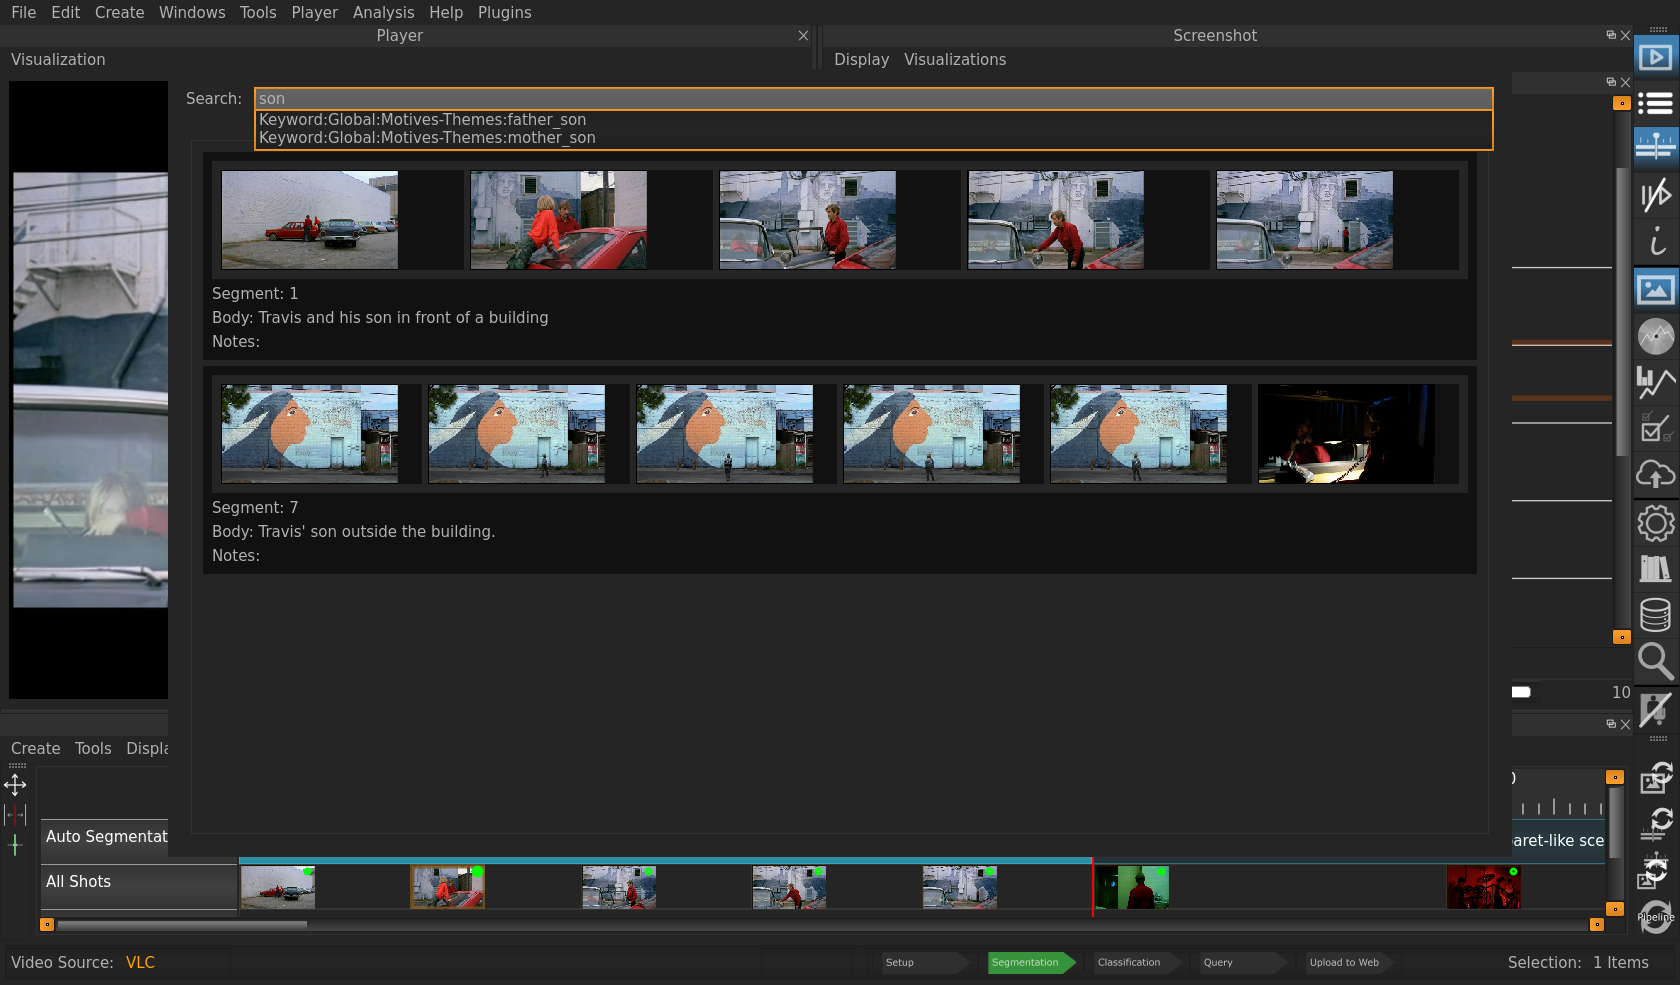 File Edit Create Windows Tools Player Analysis Help Plugins
Player
Screenshot
Visualization
Display Visualizations
Search: son
Keyword:Global:Motives-Themes:father_son
Keyword:Global:Motives-Themes:mother_son
Segment: 1
Body: Travis and his son in front of a building
Notes:
Segment: 7
Body: Travis' son outside the building.
Notes:
10
Create Tools Displa
0
Auto Segmentat
aret-like sce
All Shots
Pipeline
Video Source: VLC
Setup
Segmentation
Classification
Query
Upload to Web
Selection: 1 Items